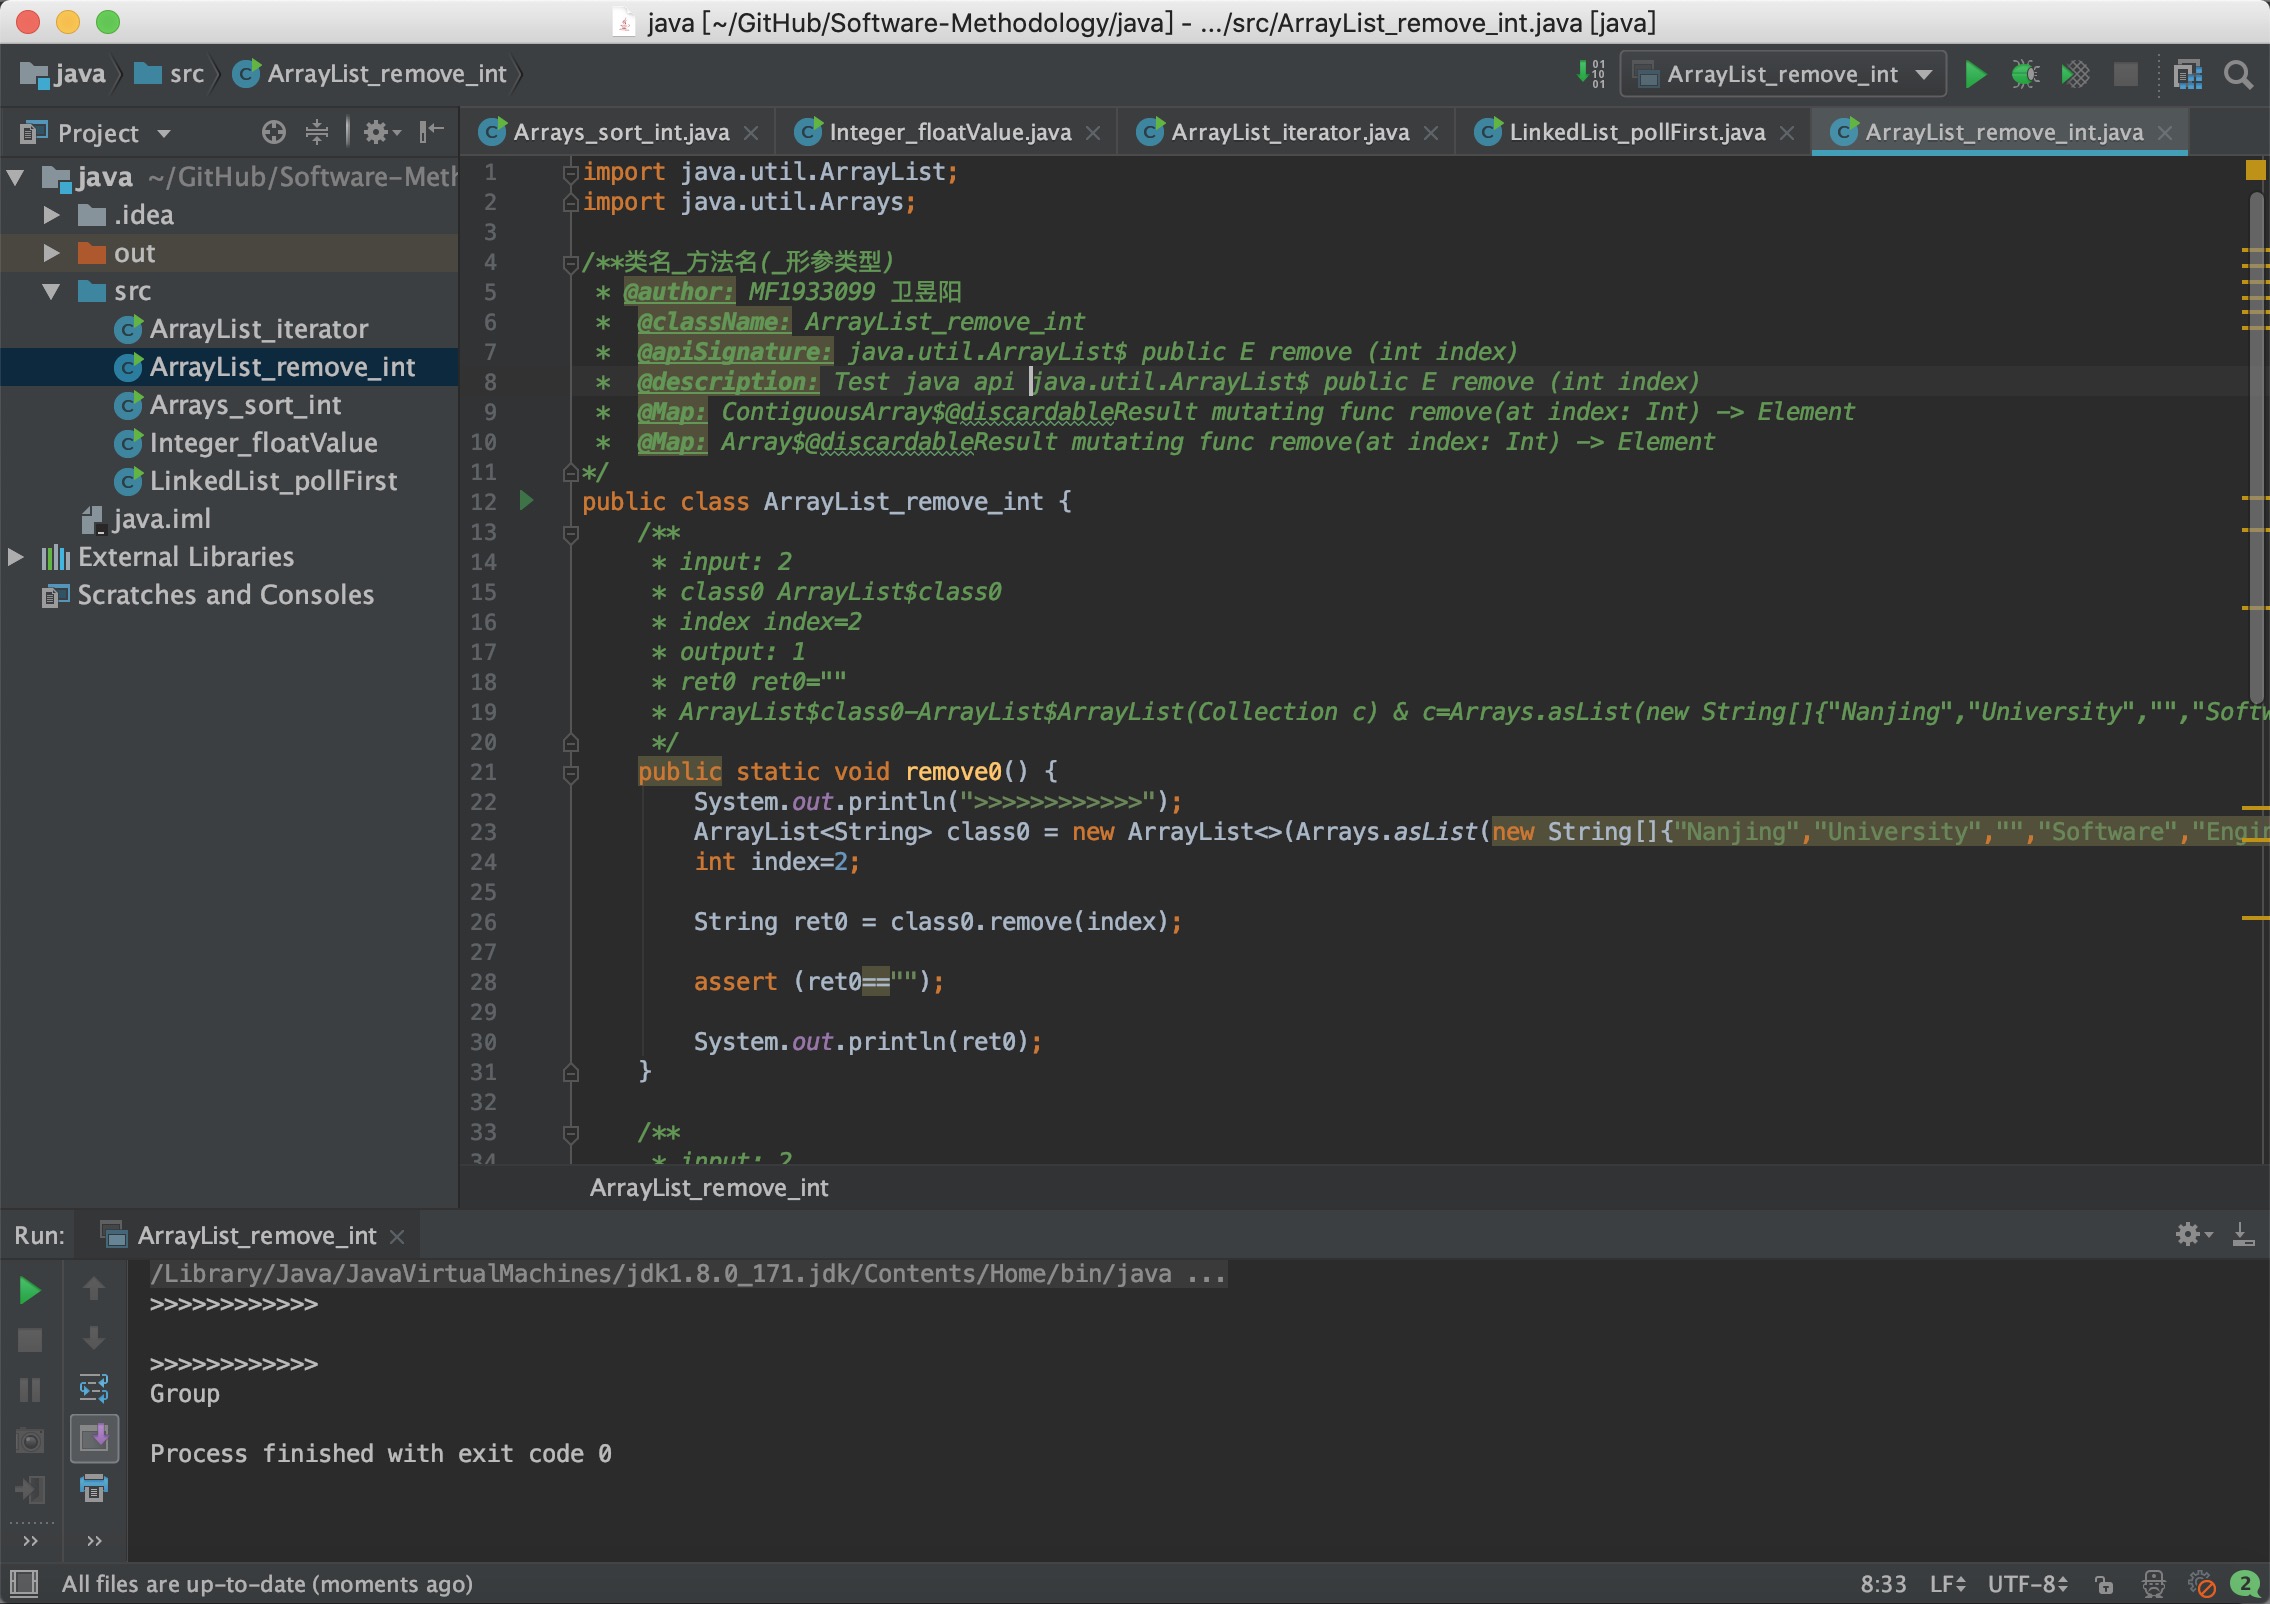 java [~/GitHub/Software-Methodology/java] - .../src/ArrayList_remove_int.java [java]
java src ArrayList_remove_int
ArrayList_remove_int
Project
Arrays_sort_int.java Integer_floatValue.java ArrayList_iterator.java LinkedList_pollFirst.java ArrayList_remove_int.java
java ~/GitHub/Software-Meth
.idea
out
src
ArrayList_iterator
ArrayList_remove_int
Arrays_sort_int
Integer_floatValue
LinkedList_pollFirst
java.iml
External Libraries
Scratches and Consoles
1 import java.util.ArrayList;
2 import java.util.Arrays;
3
4 /**类名_方法名(_形参类型)
5 * @author: MF1933099 卫昱阳
6 * @className: ArrayList_remove_int
7 * @apiSignature: java.util.ArrayList$ public E remove (int index)
8 * @description: Test java api java.util.ArrayList$ public E remove (int index)
9 * @Map: ContiguousArray$@discardableResult mutating func remove(at index: Int) -> Element
10 * @Map: Array$@discardableResult mutating func remove(at index: Int) -> Element
11 */
12 public class ArrayList_remove_int {
13 /**
14 * input: 2
15 * class0 ArrayList$class0
16 * index index=2
17 * output: 1
18 * ret0 ret0=""
19 * ArrayList$class0-ArrayList$ArrayList(Collection c) & c=Arrays.asList(new String[]{"Nanjing","University","","Softw
20 */
21 public static void remove0() {
22 System.out.println(">>>>>>>>>>>>");
23 ArrayList<String> class0 = new ArrayList<>(Arrays.asList(new String[]{"Nanjing","University","","Software","Engin
24 int index=2;
25
26 String ret0 = class0.remove(index);
27
28 assert (ret0=="");
29
30 System.out.println(ret0);
31 }
32
33 /**
34 * input: 2
ArrayList_remove_int
Run: ArrayList_remove_int
/Library/Java/JavaVirtualMachines/jdk1.8.0_171.jdk/Contents/Home/bin/java ...
>>>>>>>>>>>>
>>>>>>>>>>>>
Group
Process finished with exit code 0
All files are up-to-date (moments ago) 8:33 LF UTF-8 2